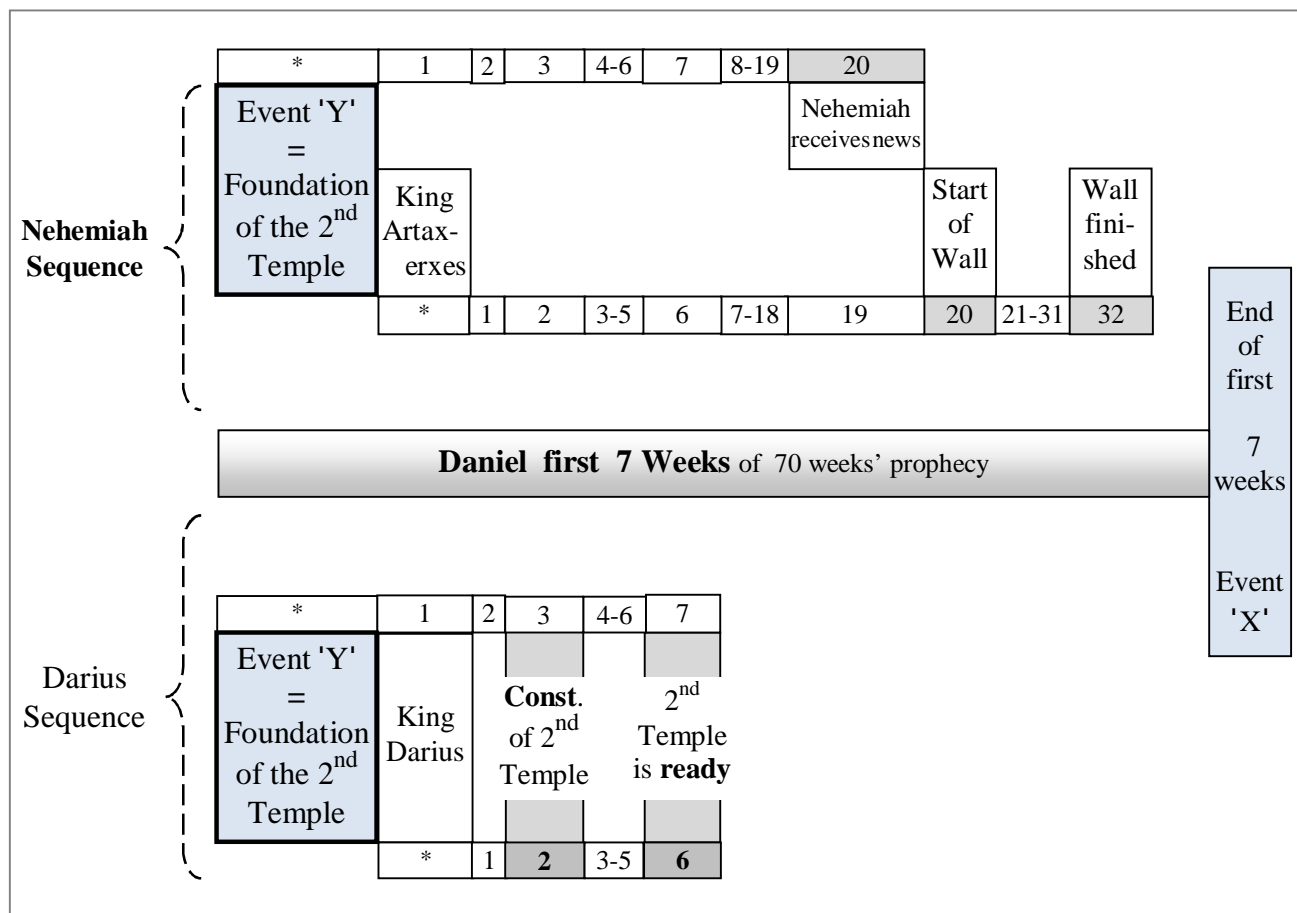 * 1 2 3 4-6 7 8-19 20
Event 'Y'
=
Foundation
of the 2nd
Temple
Nehemiah
receives news
King
Artax-
erxes
Start
of
Wall
Wall
fini-
shed
Nehemiah
Sequence
* 1 2 3-5 6 7-18 19 20 21-31 32
End
of
first
7
weeks
Event
'X'
Daniel first 7 Weeks of 70 weeks’ prophecy
* 1 2 3 4-6 7
Event 'Y'
=
Foundation
of the 2nd
Temple
King
Darius
Const.
of 2nd
Temple
2nd
Temple
is ready
Darius
Sequence
* 1 2 3-5 6